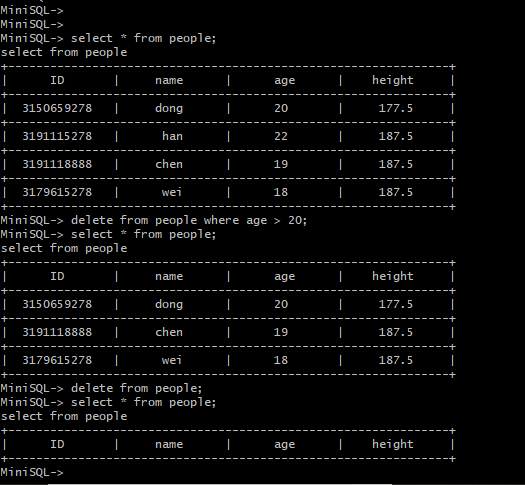 MiniSQL->
MiniSQL->
MiniSQL-> select * from people;
select from people
+---------------------------------------------------------------+
| ID | name | age | height |
+---------------------------------------------------------------+
| 3150659278 | dong | 20 | 177.5 |
+---------------------------------------------------------------+
| 3191115278 | han | 22 | 187.5 |
+---------------------------------------------------------------+
| 3191118888 | chen | 19 | 187.5 |
+---------------------------------------------------------------+
| 3179615278 | wei | 18 | 187.5 |
+---------------------------------------------------------------+
MiniSQL-> delete from people where age > 20;
MiniSQL-> select * from people;
select from people
+---------------------------------------------------------------+
| ID | name | age | height |
+---------------------------------------------------------------+
| 3150659278 | dong | 20 | 177.5 |
+---------------------------------------------------------------+
| 3191118888 | chen | 19 | 187.5 |
+---------------------------------------------------------------+
| 3179615278 | wei | 18 | 187.5 |
+---------------------------------------------------------------+
MiniSQL-> delete from people;
MiniSQL-> select * from people;
select from people
+---------------------------------------------------------------+
| ID | name | age | height |
+---------------------------------------------------------------+
MiniSQL->